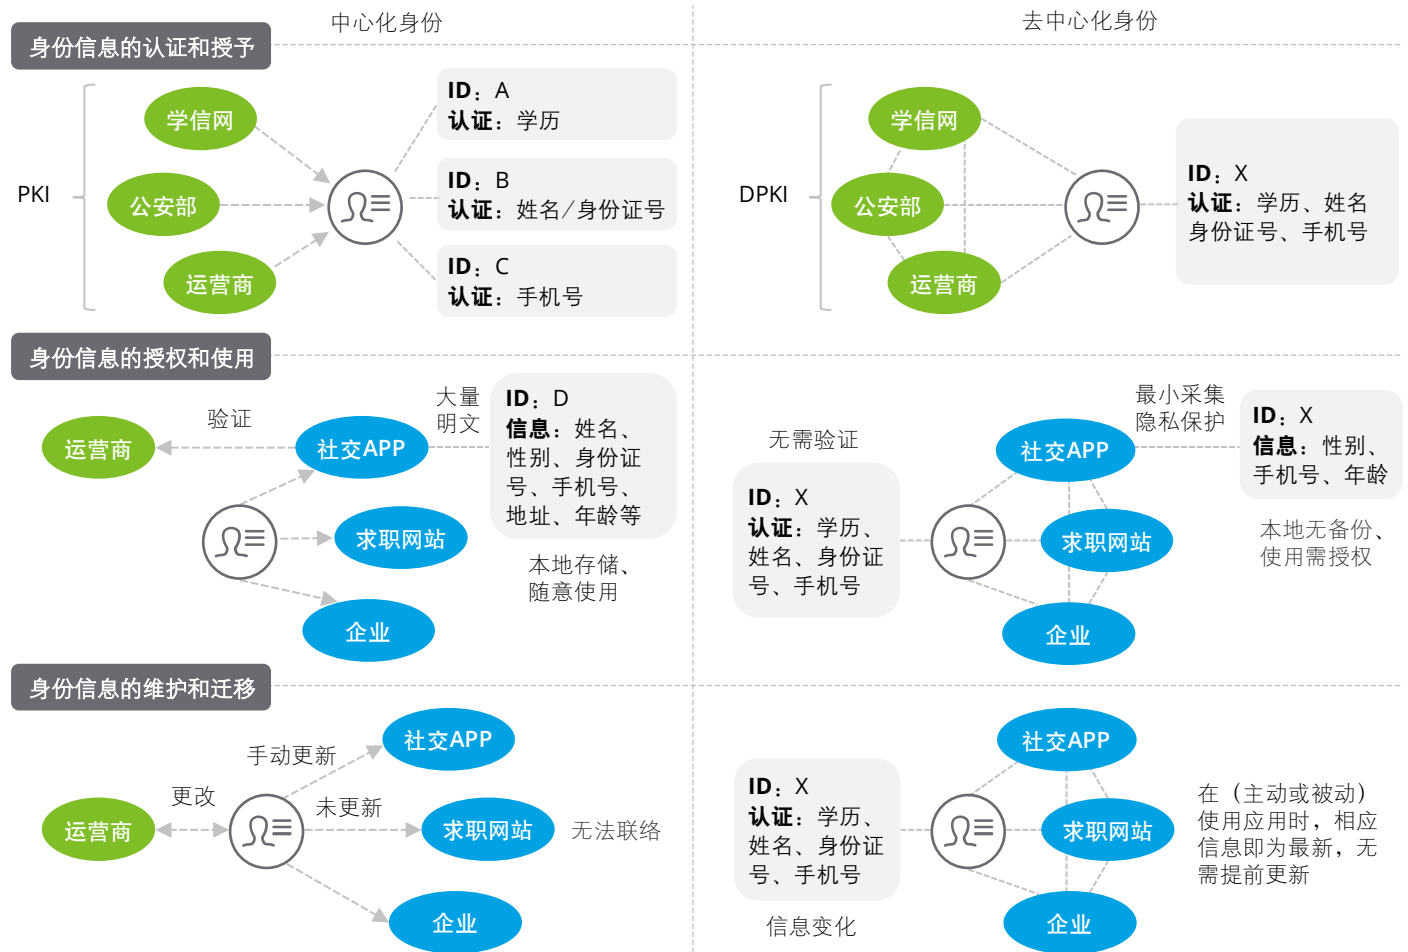 中心化身份
去中心化身份
身份信息的认证和授予
PKI
学信网
公安部
运营商
ID：A
认证：学历
ID：B
认证：姓名/身份证号
ID：C
认证：手机号
DPKI
学信网
公安部
运营商
ID：X
认证：学历、姓名
身份证号、手机号
身份信息的授权和使用
运营商
验证
社交APP
求职网站
企业
大量
明文
ID：D
信息：姓名、
性别、身份证
号、手机号、
地址、年龄等
本地存储、
随意使用
无需验证
ID：X
认证：学历、
姓名、身份证
号、手机号
社交APP
求职网站
企业
最小采集
隐私保护
ID：X
信息：性别、
手机号、年龄
本地无备份、
使用需授权
身份信息的维护和迁移
运营商
更改
手动更新
未更新
社交APP
求职网站
企业
无法联络
ID：X
认证：学历、
姓名、身份证
号、手机号
信息变化
社交APP
求职网站
企业
在（主动或被动）
使用应用时，相应
信息即为最新，无
需提前更新